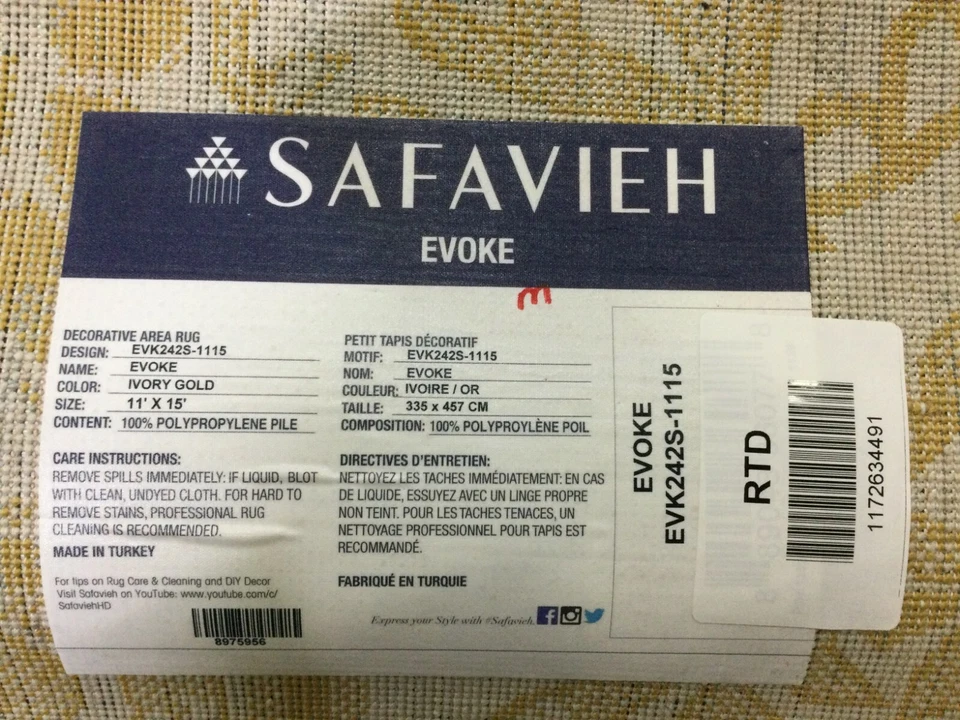 SAFAVIEH
EVOKE
DECORATIVE AREA RUG
DESIGN: EVK242S-1115
NAME: EVOKE
COLOR: IVORY GOLD
SIZE: 11' X 15'
CONTENT: 100% POLYPROPYLENE PILE
CARE INSTRUCTIONS:
REMOVE SPILLS IMMEDIATELY: IF LIQUID, BLOT
WITH CLEAN, UNDYED CLOTH. FOR HARD TO
REMOVE STAINS, PROFESSIONAL RUG
CLEANING IS RECOMMENDED.
MADE IN TURKEY
For tips on Rug Care & Cleaning and DIY Decor
Visit Safavieh on YouTube: www.youtube.com/c/
SafaviehHD
8975956
PETIT TAPIS DÉCORATIF
MOTIF: EVK242S-1115
NOM: EVOKE
COULEUR: IVOIRE / OR
TAILLE: 335 x 457 CM
COMPOSITION: 100% POLYPROYLÈNE POIL
DIRECTIVES D'ENTRETIEN:
NETTOYEZ LES TACHES IMMÉDIATEMENT: EN CAS
DE LIQUIDE, ESSUYEZ AVEC UN LINGE PROPRE
NON TEINT. POUR LES TACHES TENACES, UN
NETTOYAGE PROFESSIONNEL POUR TAPIS EST
RECOMMANDÉ.
FABRIQUÉ EN TURQUIE
Express your Style with #Safavieh.
EVOKE
EVK242S-1115
RTD
1172634491